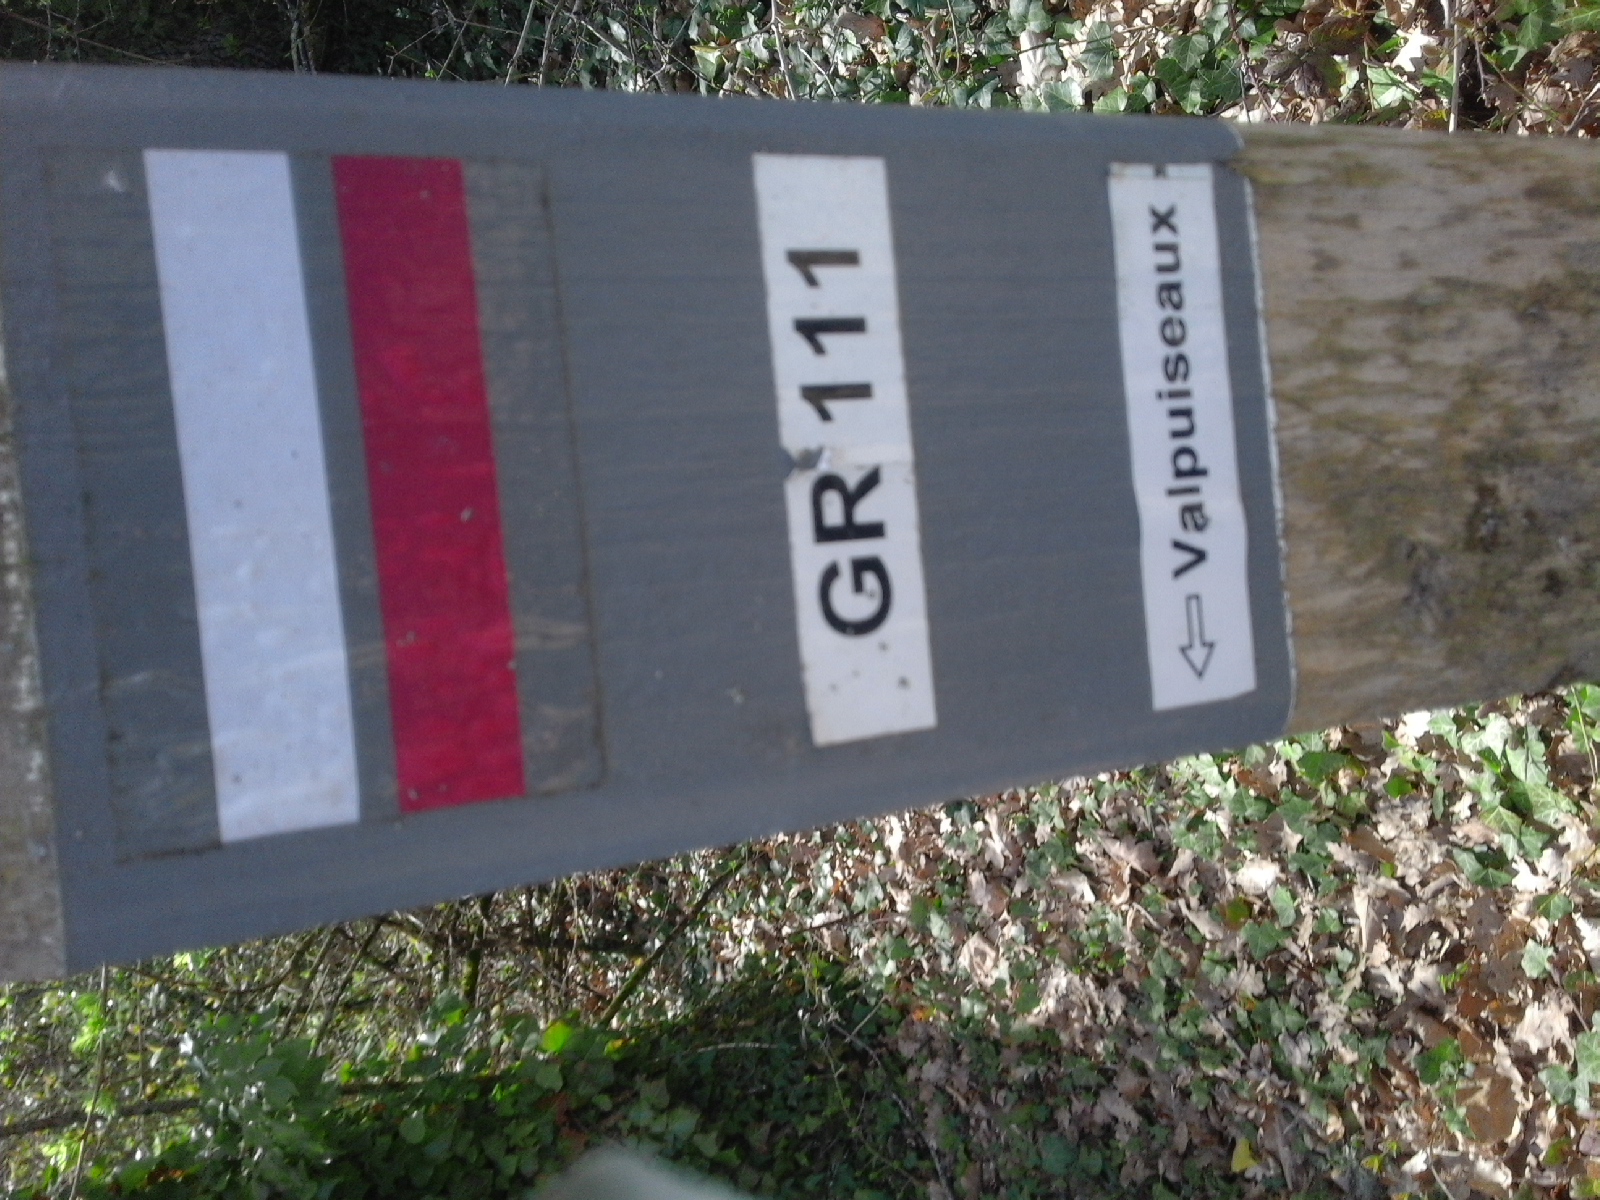 GR 111
← Valpuiseaux